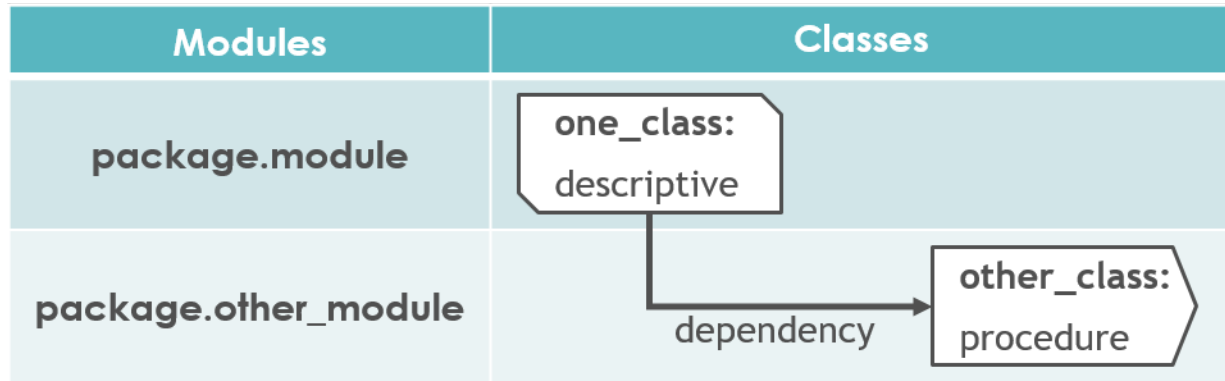 Modules
Classes
package.module
one_class:
descriptive
package.other_module
dependency
other_class:
procedure